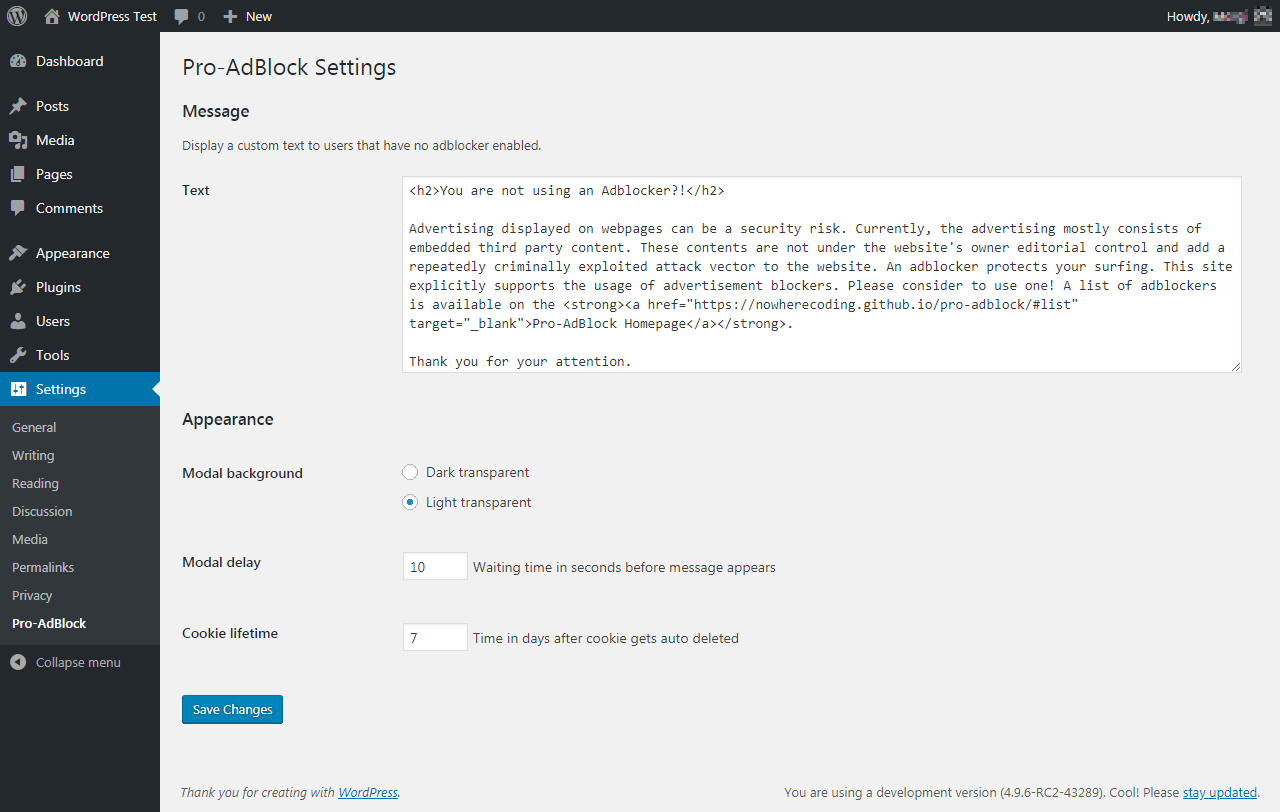 WordPress Test 0 New Howdy,
Dashboard
Posts
Media
Pages
Comments
Appearance
Plugins
Users
Tools
Settings
General
Writing
Reading
Discussion
Media
Permalinks
Privacy
Pro-AdBlock
Collapse menu
Pro-AdBlock Settings
Message
Display a custom text to users that have no adblocker enabled.
Text
<h2>You are not using an Adblocker?!</h2>
Advertising displayed on webpages can be a security risk. Currently, the advertising mostly consists of
embedded third party content. These contents are not under the website's owner editorial control and add a
repeatedly criminally exploited attack vector to the website. An adblocker protects your surfing. This site
explicitly supports the usage of advertisement blockers. Please consider to use one! A list of adblockers
is available on the <strong><a href="https://nowherecoding.github.io/pro-adblock/#list"
target="_blank">Pro-AdBlock Homepage</a></strong>.
Thank you for your attention.
Appearance
Modal background
Dark transparent
Light transparent
Modal delay
10 Waiting time in seconds before message appears
Cookie lifetime
7 Time in days after cookie gets auto deleted
Save Changes
Thank you for creating with WordPress.
You are using a development version (4.9.6-RC2-43289). Cool! Please stay updated.